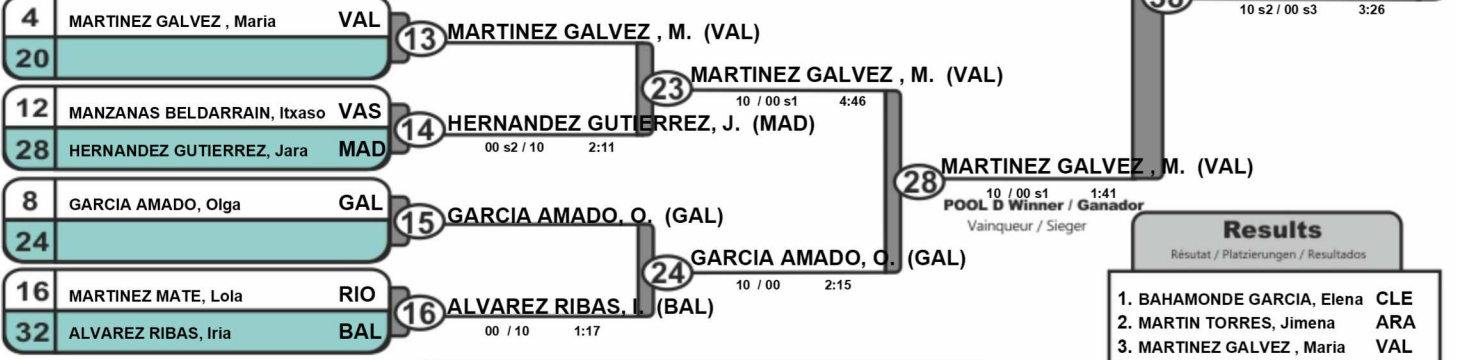 4 MARTINEZ GALVEZ , Maria VAL
20
13 MARTINEZ GALVEZ , M. (VAL)
12 MANZANAS BELDARRAIN, Itxaso VAS
28 HERNANDEZ GUTIERREZ, Jara MAD
14 HERNANDEZ GUTIERREZ, J. (MAD)
00 s2 / 10 2:11
23 MARTINEZ GALVEZ , M. (VAL)
10 / 00 s1 4:46
8 GARCIA AMADO, Olga GAL
24
15 GARCIA AMADO, O. (GAL)
16 MARTINEZ MATE, Lola RIO
32 ALVAREZ RIBAS, Iria BAL
16 ALVAREZ RIBAS, I. (BAL)
00 / 10 1:17
24 GARCIA AMADO, O. (GAL)
10 / 00 2:15
28 MARTINEZ GALVEZ , M. (VAL)
10 / 00 s1 1:41
POOL D Winner / Ganador
Vainqueur / Sieger
10 s2 / 00 s3 3:26
Results
Résutat / Platzierungen / Resultados
1. BAHAMONDE GARCIA, Elena CLE
2. MARTIN TORRES, Jimena ARA
3. MARTINEZ GALVEZ , Maria VAL